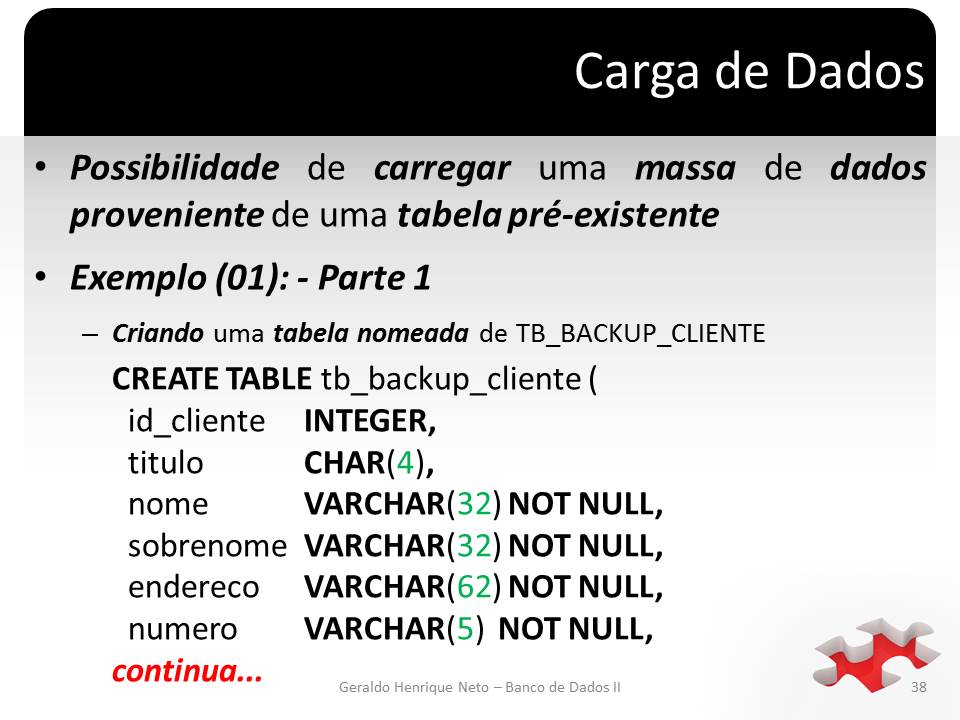 Carga de Dados
• Possibilidade de carregar uma massa de dados
proveniente de uma tabela pré-existente
• Exemplo (01): - Parte 1
– Criando uma tabela nomeada de TB_BACKUP_CLIENTE
CREATE TABLE tb_backup_cliente (
id_cliente INTEGER,
titulo CHAR(4),
nome VARCHAR(32) NOT NULL,
sobrenome VARCHAR(32) NOT NULL,
endereco VARCHAR(62) NOT NULL,
numero VARCHAR(5) NOT NULL,
continua...
Geraldo Henrique Neto – Banco de Dados II
38